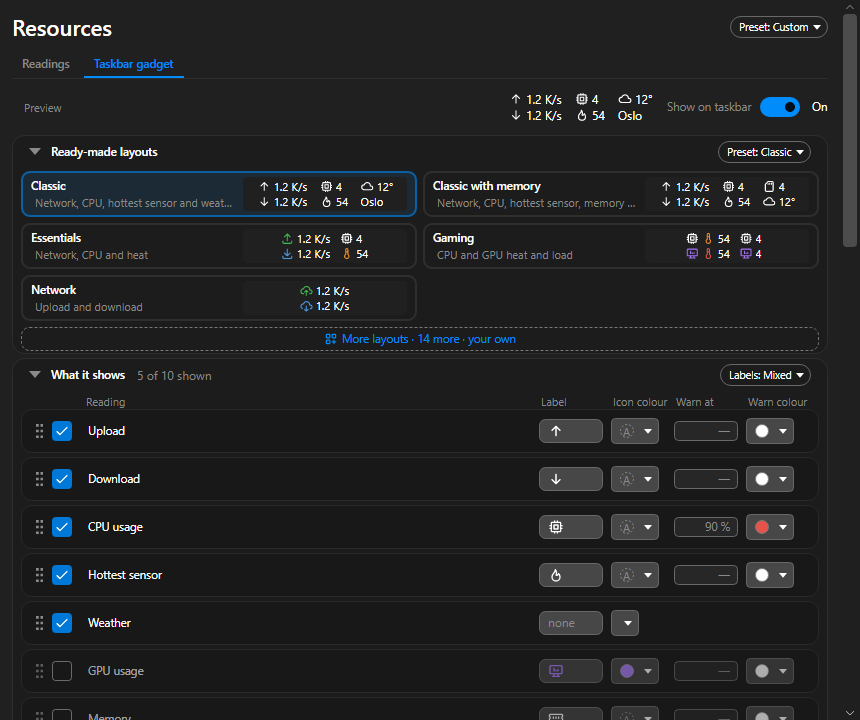 Resources
Preset: Custom
Readings
Taskbar gadget
Preview
1.2 K/s 4 12°
1.2 K/s 54 Oslo
Show on taskbar
On
Ready-made layouts
Preset: Classic
Classic
Network, CPU, hottest sensor and weat...
1.2 K/s 4 12°
1.2 K/s 54 Oslo
Classic with memory
Network, CPU, hottest sensor, memory ...
1.2 K/s 4 4
1.2 K/s 54 12°
Essentials
Network, CPU and heat
1.2 K/s 4
1.2 K/s 54
Gaming
CPU and GPU heat and load
54 4
54 4
Network
Upload and download
1.2 K/s
1.2 K/s
More layouts · 14 more · your own
What it shows 5 of 10 shown
Labels: Mixed
Reading Label Icon colour Warn at Warn colour
Upload A —
Download A —
CPU usage A 90 %
Hottest sensor A —
Weather none
GPU usage —
Memory A —